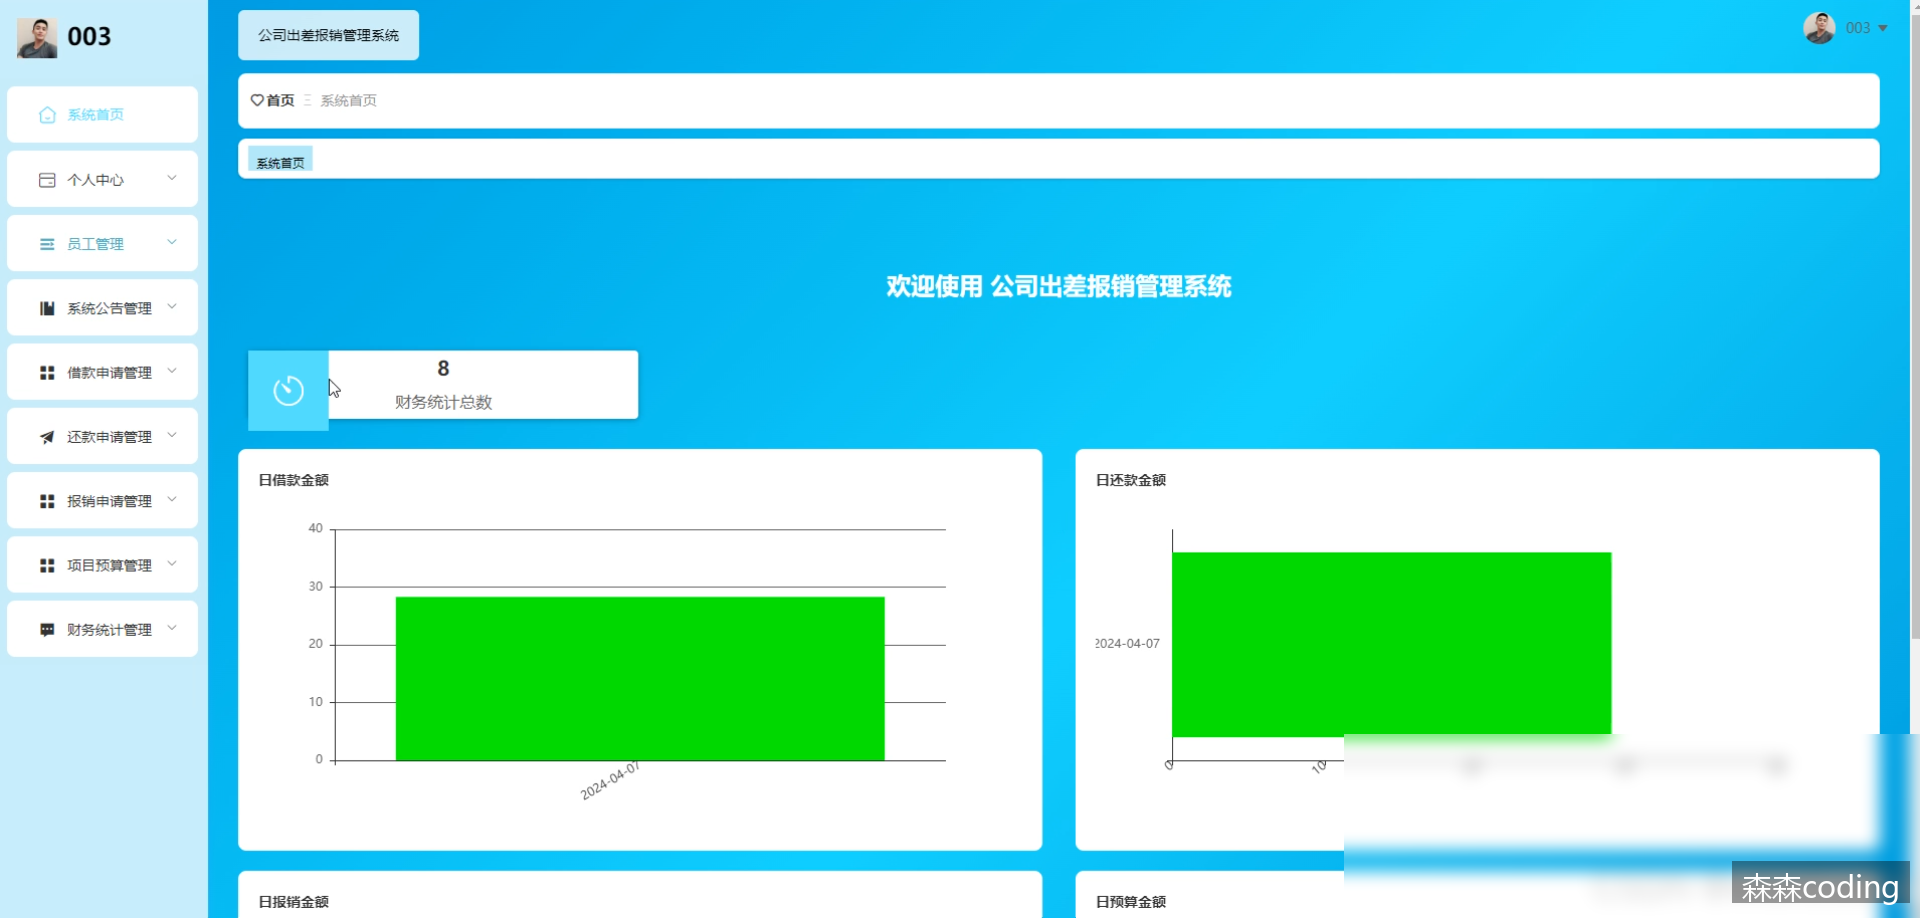 003
公司出差报销管理系统
003
首页 系统首页
系统首页
系统首页
个人中心
员工管理
系统公告管理
借款申请管理
还款申请管理
报销申请管理
项目预算管理
财务统计管理
欢迎使用 公司出差报销管理系统
8
财务统计总数
日借款金额
40
30
20
10
0
2024-04-07
日还款金额
2024-04-07
0
10
日报销金额
日预算金额
森森coding